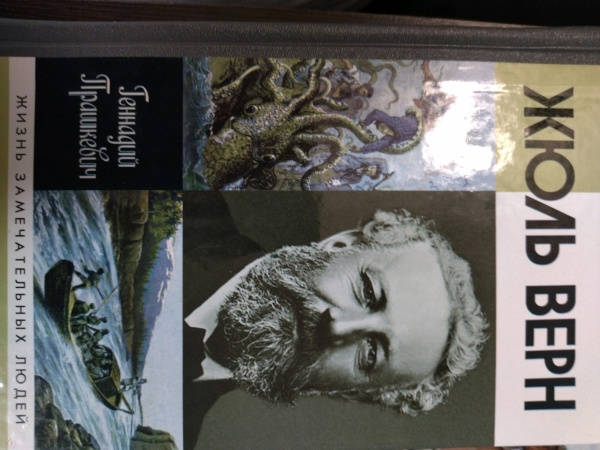 ЖЮЛЬ ВЕРН
Геннадий
Прашкевич
ЖИЗНЬ ЗАМЕЧАТЕЛЬНЫХ ЛЮДЕЙ